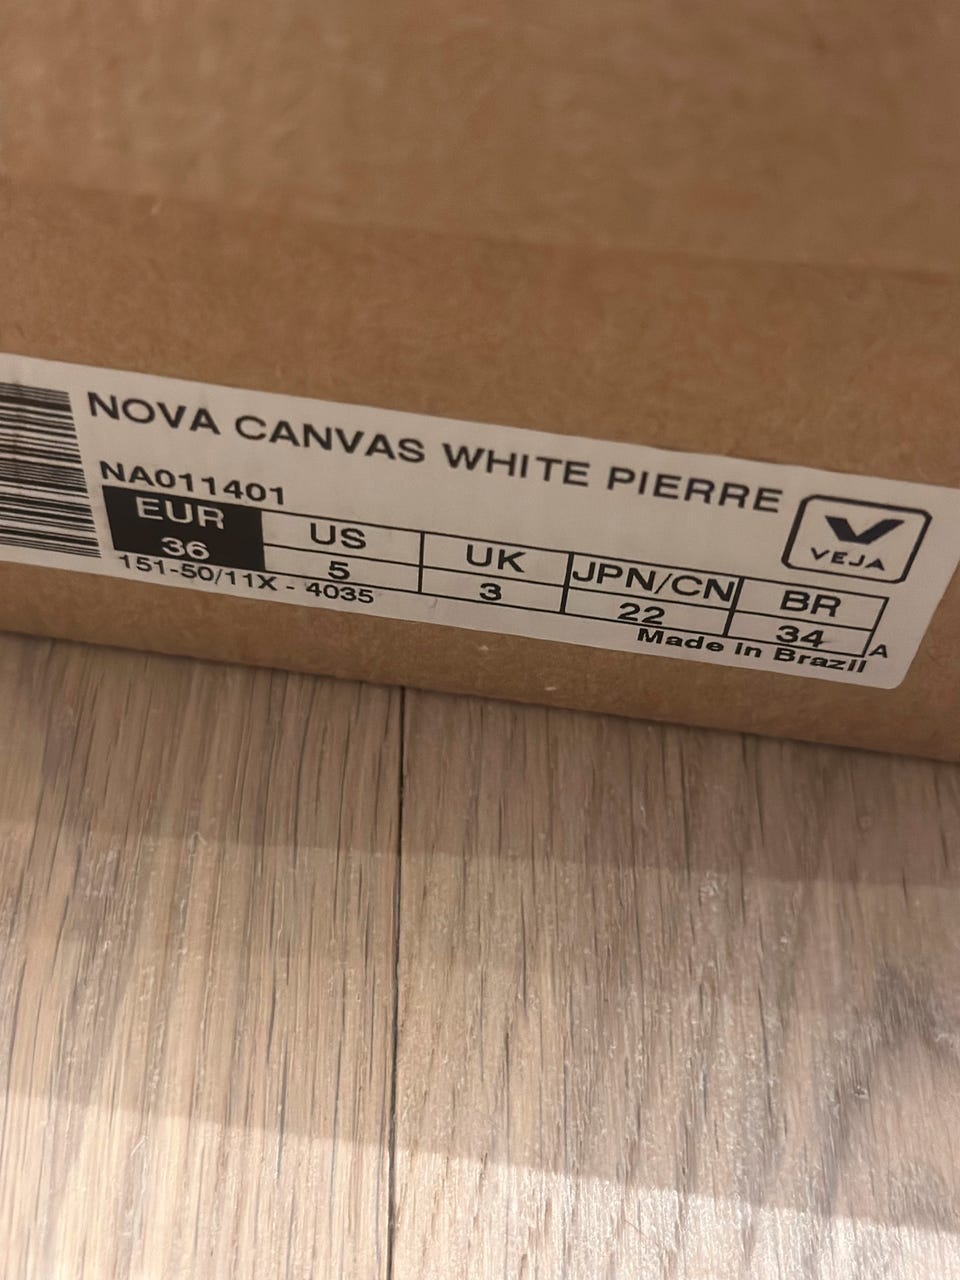 NOVA CANVAS WHITE PIERRE
NA011401
VEJA
EUR US UK JPN/CN BR
36 5 3 22 34 A
151-50/11X - 4035
Made in Brazil